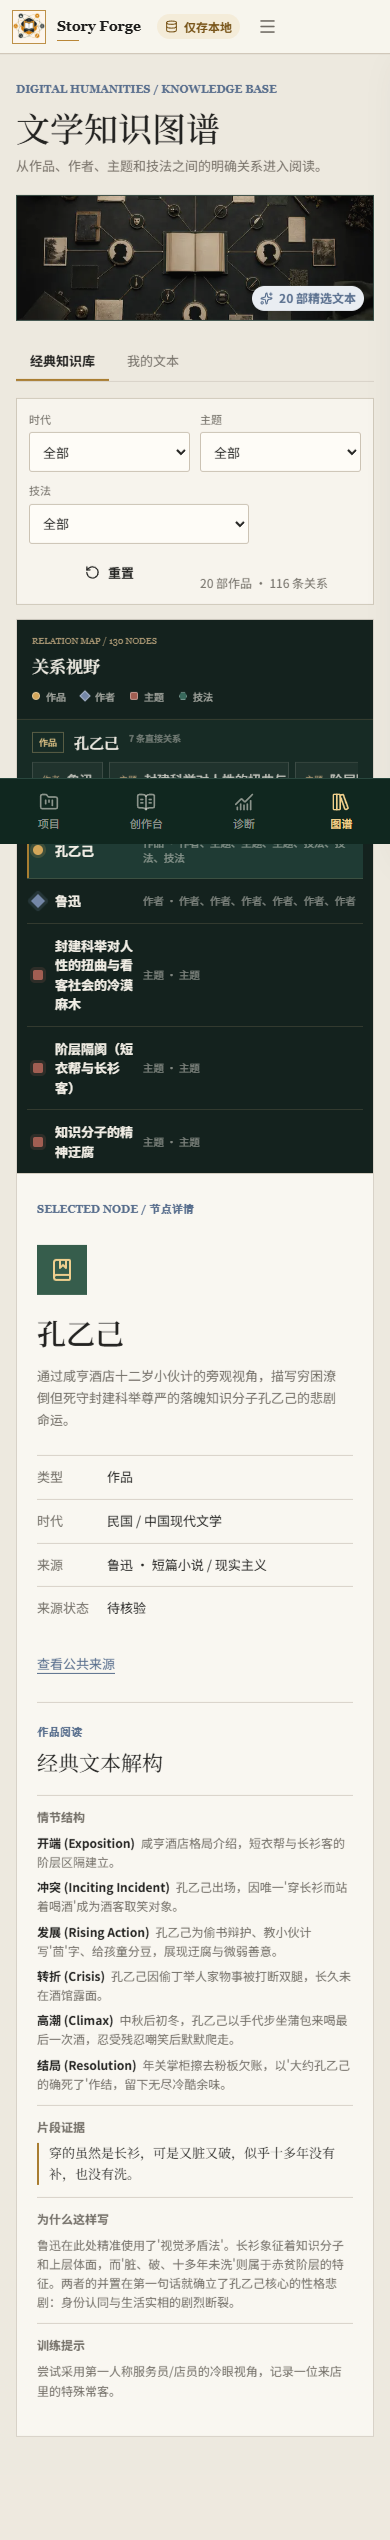 Story Forge
仅存本地
DIGITAL HUMANITIES / KNOWLEDGE BASE
文学知识图谱
从作品、作者、主题和技法之间的明确关系进入阅读。
20 部精选文本
经典知识库
我的文本
时代
主题
全部
全部
技法
全部
重置
20 部作品 · 116 条关系
RELATION MAP / 130 NODES
关系视野
作品
作者
主题
技法
作品
孔乙己
7 条直接关系
项目
创作台
诊断
图谱
孔乙己
法、技法
鲁迅
作者 · 作者、作者、作者、作者、作者、作者
封建科举对人
性的扭曲与看
客社会的冷漠
麻木
主题 · 主题
阶层隔阂（短
衣帮与长衫
客）
主题 · 主题
知识分子的精
神迂腐
主题 · 主题
SELECTED NODE / 节点详情
孔乙己
通过咸亨酒店十二岁小伙计的旁观视角，描写穷困潦
倒但死守封建科举尊严的落魄知识分子孔乙己的悲剧
命运。
类型
作品
时代
民国 / 中国现代文学
来源
鲁迅 · 短篇小说 / 现实主义
来源状态
待核验
查看公共来源
作品阅读
经典文本解构
情节结构
开端 (Exposition) 咸亨酒店格局介绍，短衣帮与长衫客的
阶层区隔建立。
冲突 (Inciting Incident) 孔乙己出场，因唯一'穿长衫而站
着喝酒'成为酒客取笑对象。
发展 (Rising Action) 孔乙己为偷书辩护、教小伙计
写'茴'字、给孩童分豆，展现迂腐与微弱善意。
转折 (Crisis) 孔乙己因偷丁举人家物事被打断双腿，长久未
在酒馆露面。
高潮 (Climax) 中秋后初冬，孔乙己以手代步坐蒲包来喝最
后一次酒，忍受残忍嘲笑后默默爬走。
结局 (Resolution) 年关掌柜擦去粉板欠账，以'大约孔乙己
的确死了'作结，留下无尽冷酷余味。
片段证据
穿的虽然是长衫，可是又脏又破，似乎十多年没有
补，也没有洗。
为什么这样写
鲁迅在此处精准使用了'视觉矛盾法'。长衫象征着知识分子
和上层体面，而'脏、破、十多年未洗'则属于赤贫阶层的特
征。两者的并置在第一句话就确立了孔乙己核心的性格悲
剧：身份认同与生活实相的剧烈断裂。
训练提示
尝试采用第一人称服务员/店员的冷眼视角，记录一位来店
里的特殊常客。